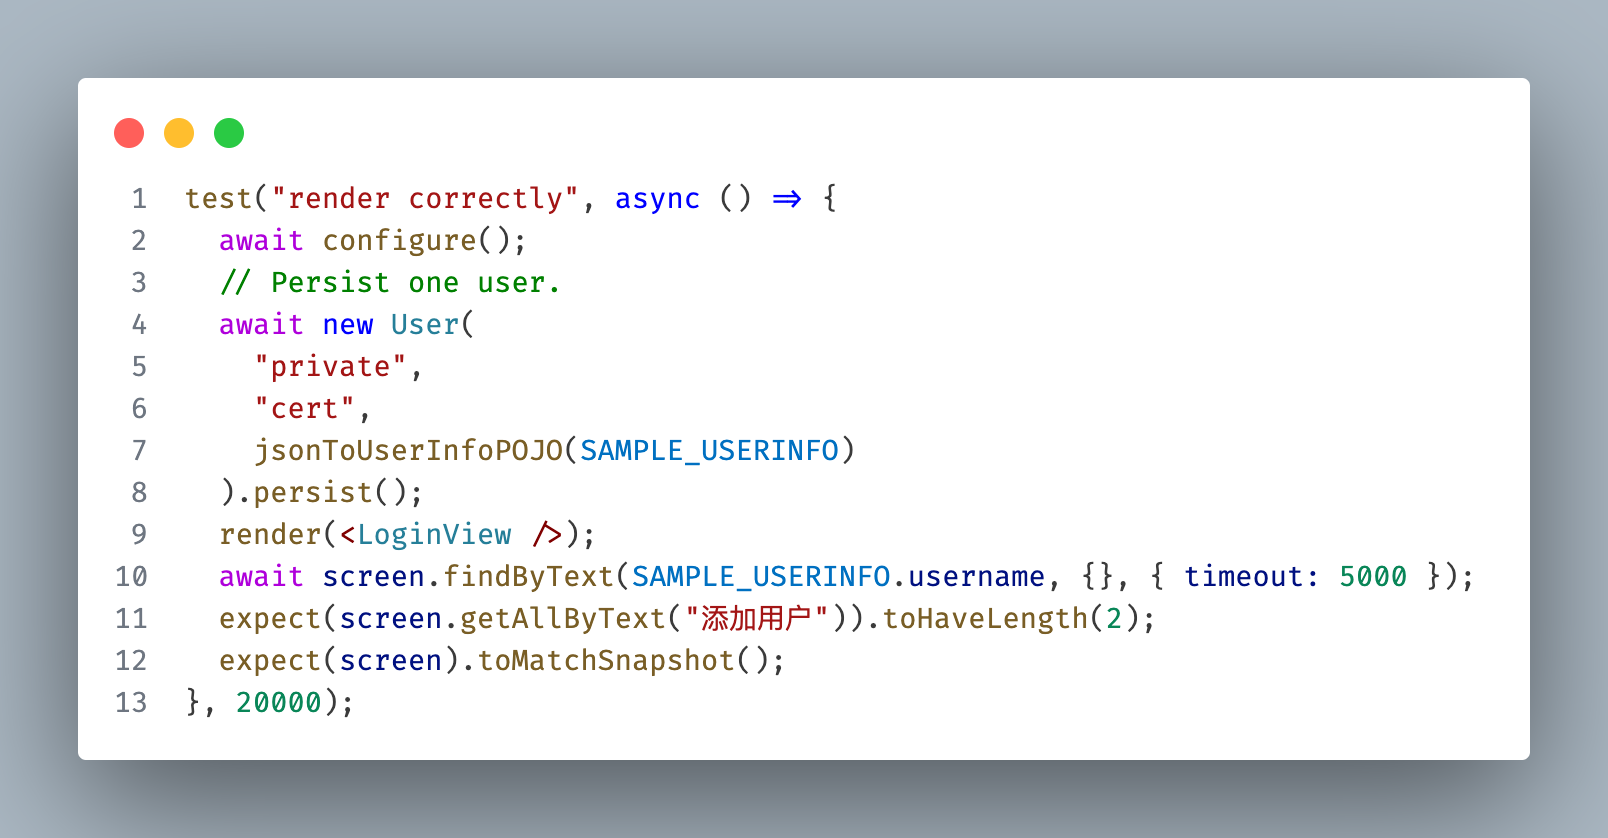 1 test("render correctly", async () => {
2   await configure();
3   // Persist one user.
4   await new User(
5     "private",
6     "cert",
7     jsonToUserInfoPOJO(SAMPLE_USERINFO)
8   ).persist();
9   render(<LoginView />);
10   await screen.findByText(SAMPLE_USERINFO.username, {}, { timeout: 5000 });
11   expect(screen.getAllByText("添加用户")).toHaveLength(2);
12   expect(screen).toMatchSnapshot();
13 }, 20000);